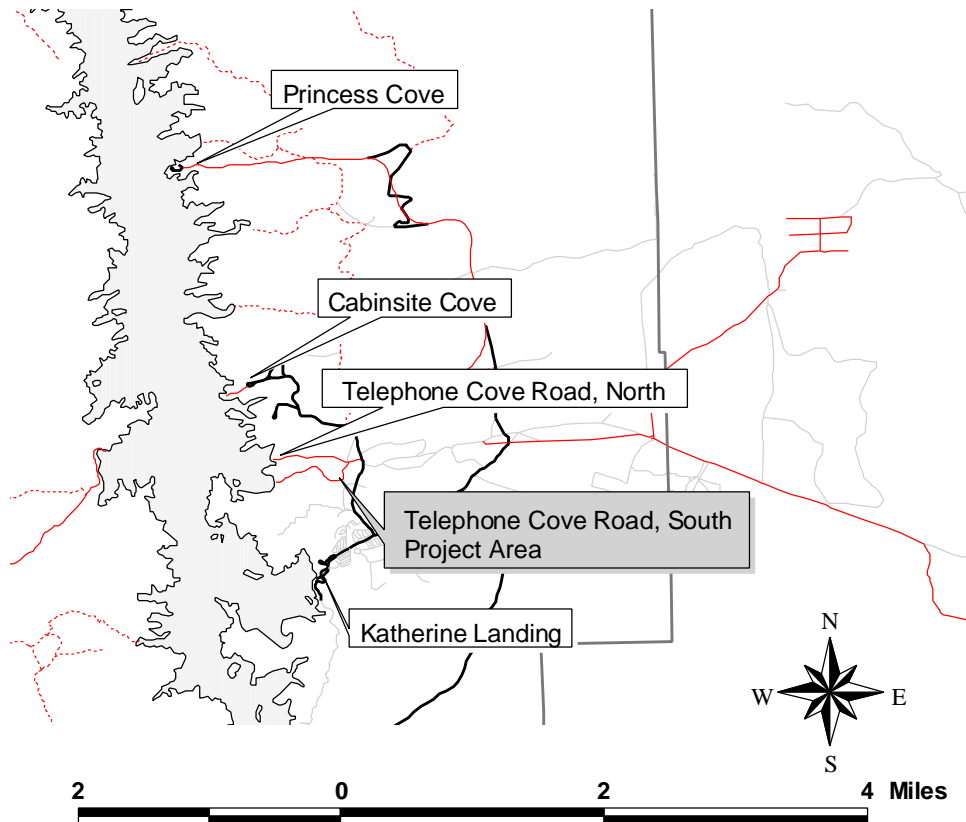 Princess Cove
Cabinsite Cove
Telephone Cove Road, North
Telephone Cove Road, South
Project Area
Katherine Landing
N
W E
S
2 0 2 4 Miles